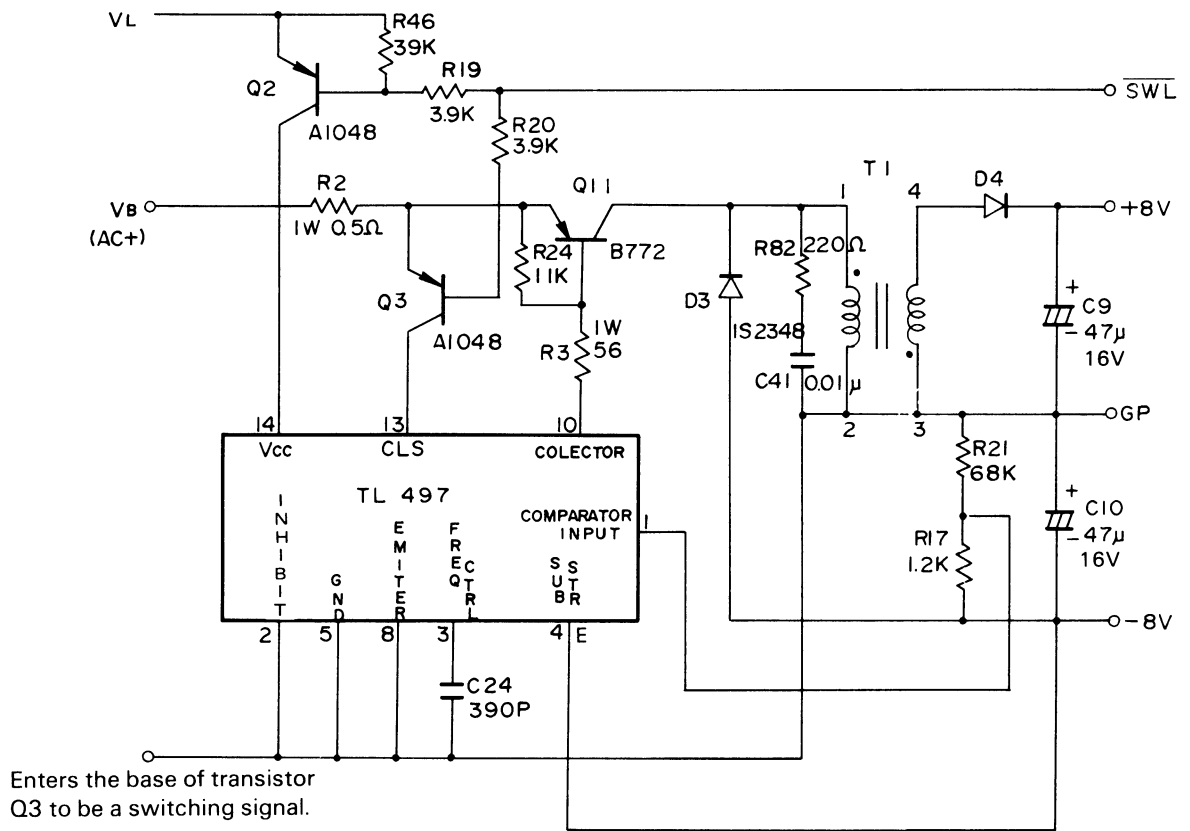 VL
R46
39K
Q2
R19
3.9K
SWL
A1048
R20
3.9K
VB
(AC+)
R2
1W 0.5Ω
Q11
T1
1
4
D4
+8V
R24
11K
B772
R82
220Ω
Q3
A1048
D3
1S2348
C9
+
-47μ
16V
R3
1W
56
C41
0.01μ
14
13
10
2
3
GP
Vcc
CLS
COLECTOR
R21
68K
TL 497
COMPARATOR
INPUT
1
INHIBIT
GND
EMITER
FREQ
CTRL
SUB
STR
+
C10
-47μ
16V
R17
1.2K
2
5
8
3
4
E
-8V
C24
390P
Enters the base of transistor
Q3 to be a switching signal.